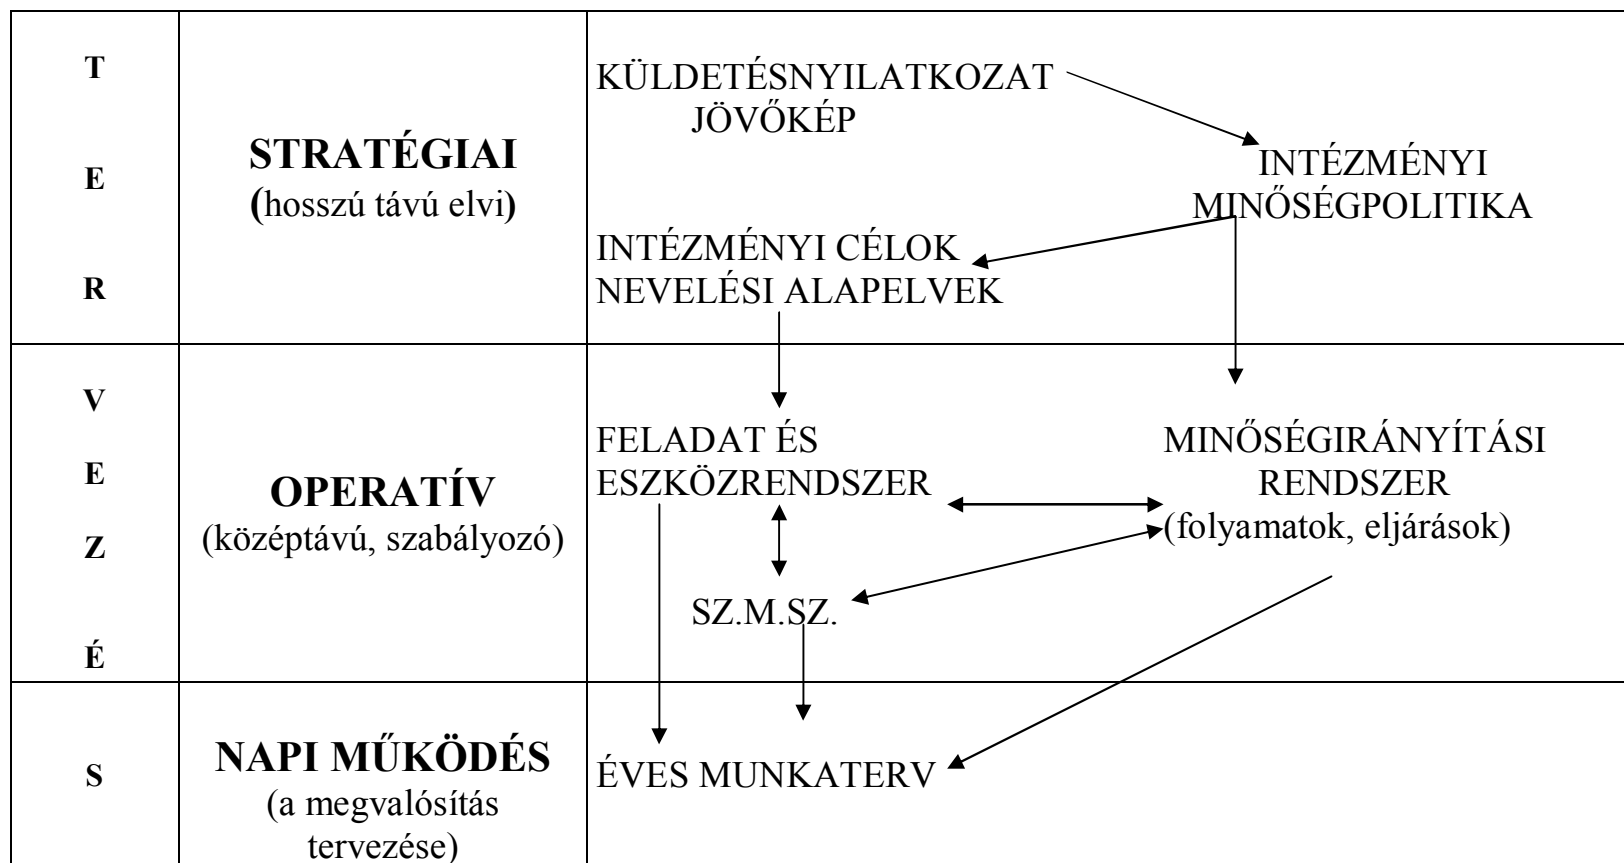 T
E
R
STRATÉGIAI
(hosszú távú elvi)
KÜLDETÉSNYILATKOZAT
JÖVŐKÉP
INTÉZMÉNYI
MINŐSÉGPOLITIKA
INTÉZMÉNYI CÉLOK
NEVELÉSI ALAPELVEK
V
E
Z
É
OPERATÍV
(középtávú, szabályozó)
FELADAT ÉS
ESZKÖZRENDSZER
MINŐSÉGIRÁNYÍTÁSI
RENDSZER
(folyamatok, eljárások)
SZ.M.SZ.
S
NAPI MŰKÖDÉS
(a megvalósítás
tervezése)
ÉVES MUNKATERV